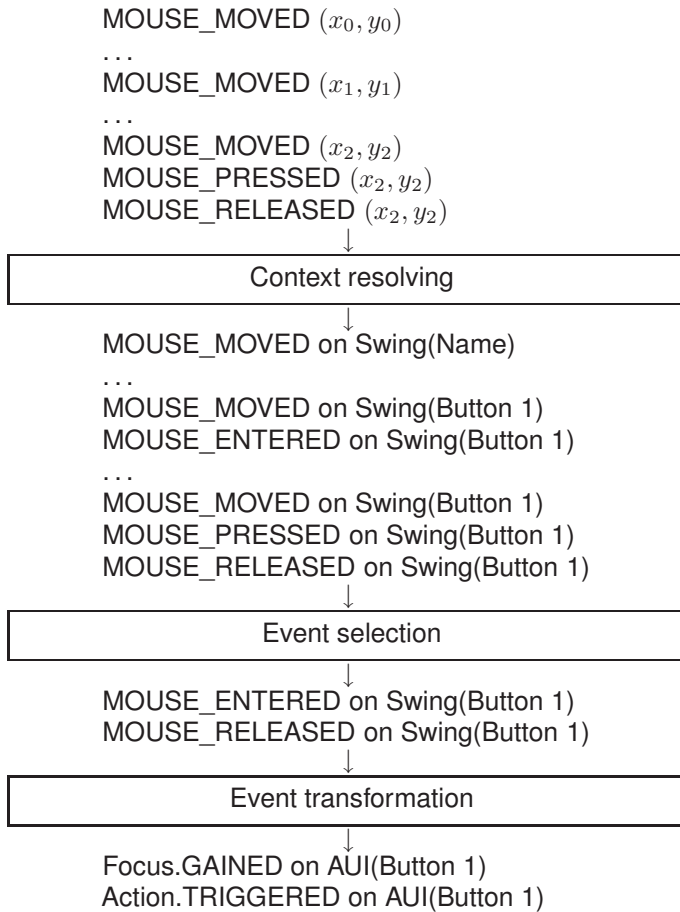 MOUSE_MOVED (x₀, y₀)
...
MOUSE_MOVED (x₁, y₁)
...
MOUSE_MOVED (x₂, y₂)
MOUSE_PRESSED (x₂, y₂)
MOUSE_RELEASED (x₂, y₂)
↓
Context resolving
↓
MOUSE_MOVED on Swing(Name)
...
MOUSE_MOVED on Swing(Button 1)
MOUSE_ENTERED on Swing(Button 1)
...
MOUSE_MOVED on Swing(Button 1)
MOUSE_PRESSED on Swing(Button 1)
MOUSE_RELEASED on Swing(Button 1)
↓
Event selection
↓
MOUSE_ENTERED on Swing(Button 1)
MOUSE_RELEASED on Swing(Button 1)
↓
Event transformation
↓
Focus.GAINED on AUI(Button 1)
Action.TRIGGERED on AUI(Button 1)